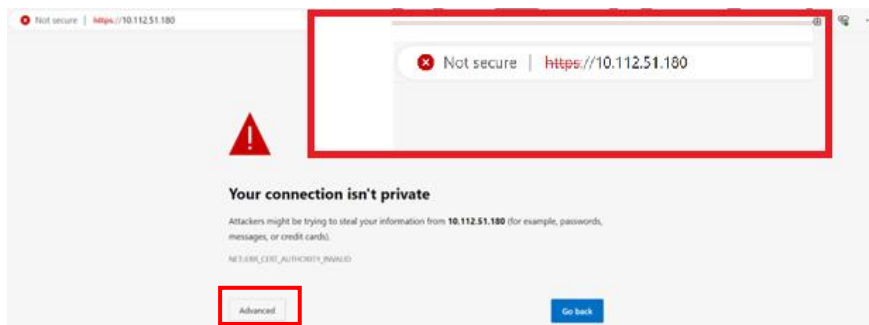 Not secure | https://10.112.51.180
Not secure | https://10.112.51.180
Your connection isn't private
Attackers might be trying to steal your information from 10.112.51.180 (for example, passwords,
messages, or credit cards).
NET::ERR_CERT_AUTHORITY_INVALID
Advanced
Go back